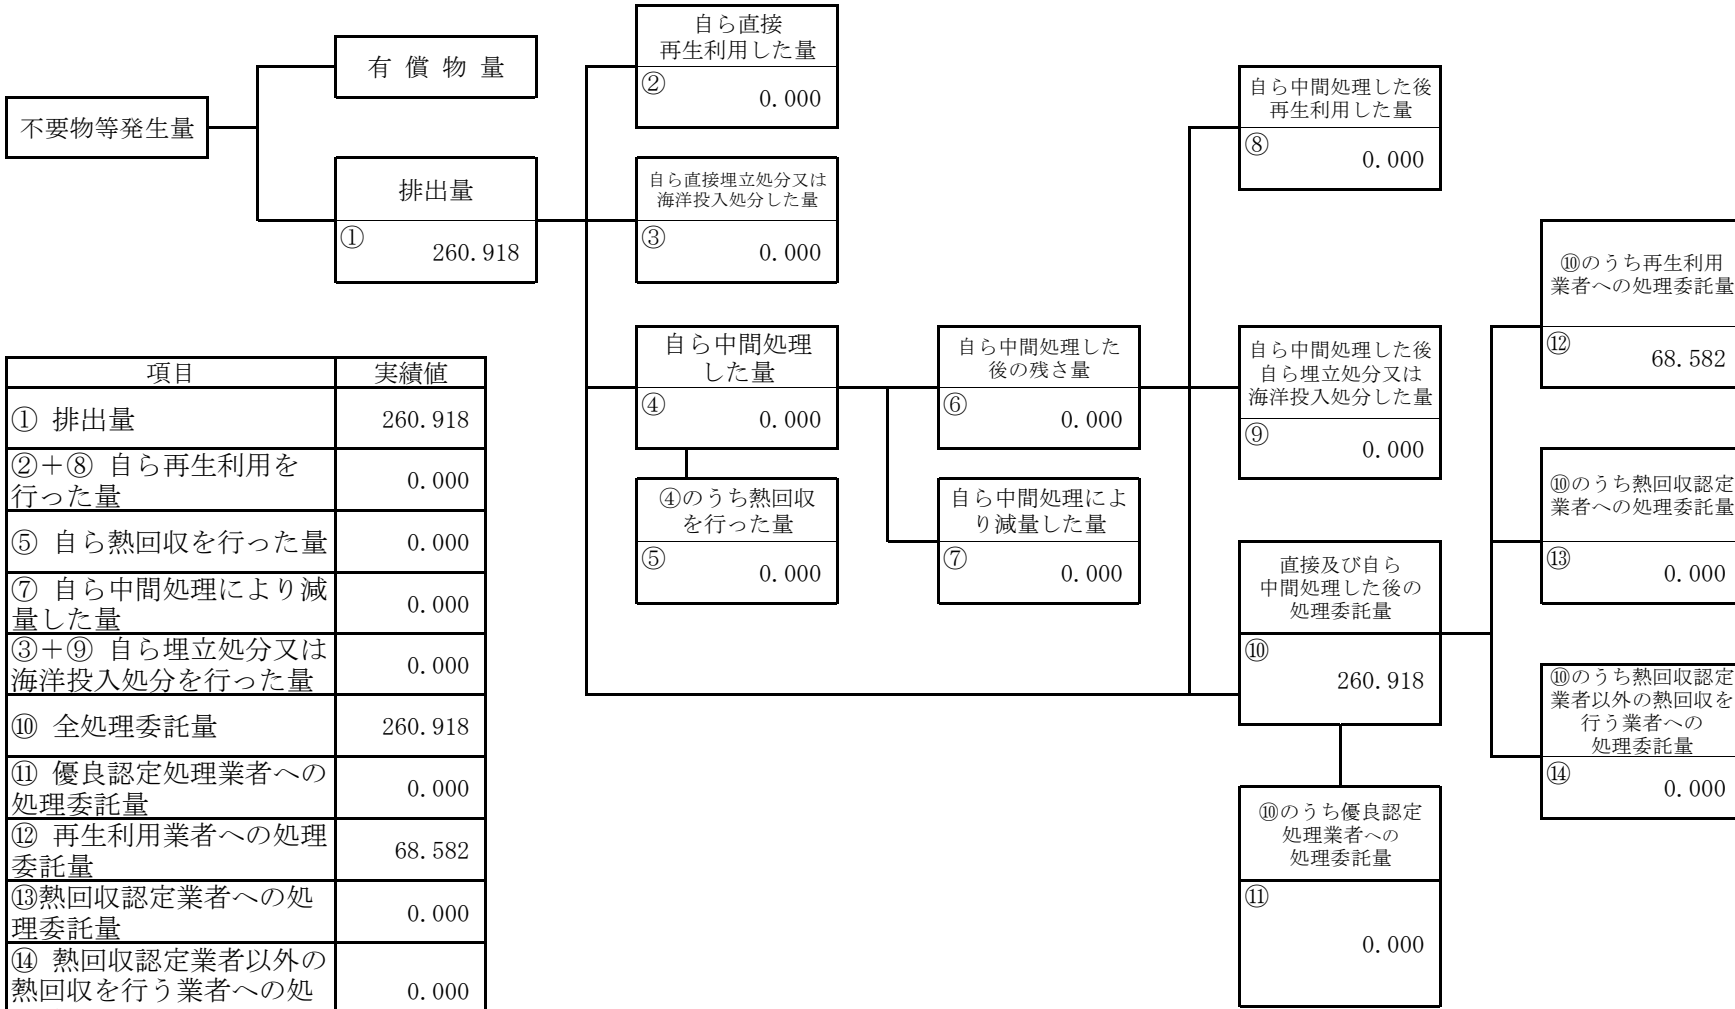 不要物等発生量
有 償 物 量
排出量
①
260.918
自ら直接
再生利用した量
②
0.000
自ら直接埋立処分又は
海洋投入処分した量
③
0.000
自ら中間処理
した量
④
0.000
④のうち熱回収
を行った量
⑤
0.000
自ら中間処理した
後の残さ量
⑥
0.000
自ら中間処理によ
り減量した量
⑦
0.000
自ら中間処理した後
再生利用した量
⑧
0.000
自ら中間処理した後
自ら埋立処分又は
海洋投入処分した量
⑨
0.000
直接及び自ら
中間処理した後の
処理委託量
⑩
260.918
⑩のうち優良認定
処理業者への
処理委託量
⑪
0.000
⑩のうち再生利用
業者への処理委託量
⑫
68.582
⑩のうち熱回収認定
業者への処理委託量
⑬
0.000
⑩のうち熱回収認定
業者以外の熱回収を
行う業者への
処理委託量
⑭
0.000
項目 実績値
① 排出量 260.918
②＋⑧ 自ら再生利用を
行った量 0.000
⑤ 自ら熱回収を行った量 0.000
⑦ 自ら中間処理により減
量した量 0.000
③＋⑨ 自ら埋立処分又は
海洋投入処分を行った量 0.000
⑩ 全処理委託量 260.918
⑪ 優良認定処理業者への
処理委託量 0.000
⑫ 再生利用業者への処理
委託量 68.582
⑬熱回収認定業者への処
理委託量 0.000
⑭ 熱回収認定業者以外の
熱回収を行う業者への処 0.000